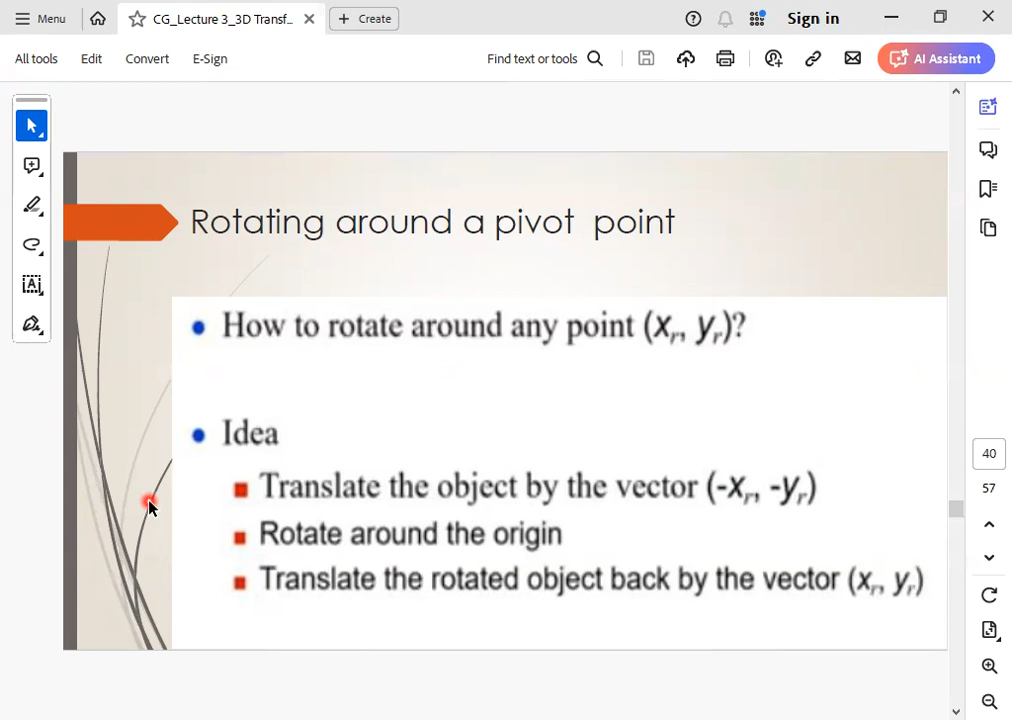 Menu
CG_Lecture 3_3D Transf...
Create
Sign in
All tools
Edit
Convert
E-Sign
Find text or tools
AI Assistant
Rotating around a pivot point
How to rotate around any point (xr, yr)?
Idea
Translate the object by the vector (-xr, -yr)
Rotate around the origin
Translate the rotated object back by the vector (xr, yr)
40
57